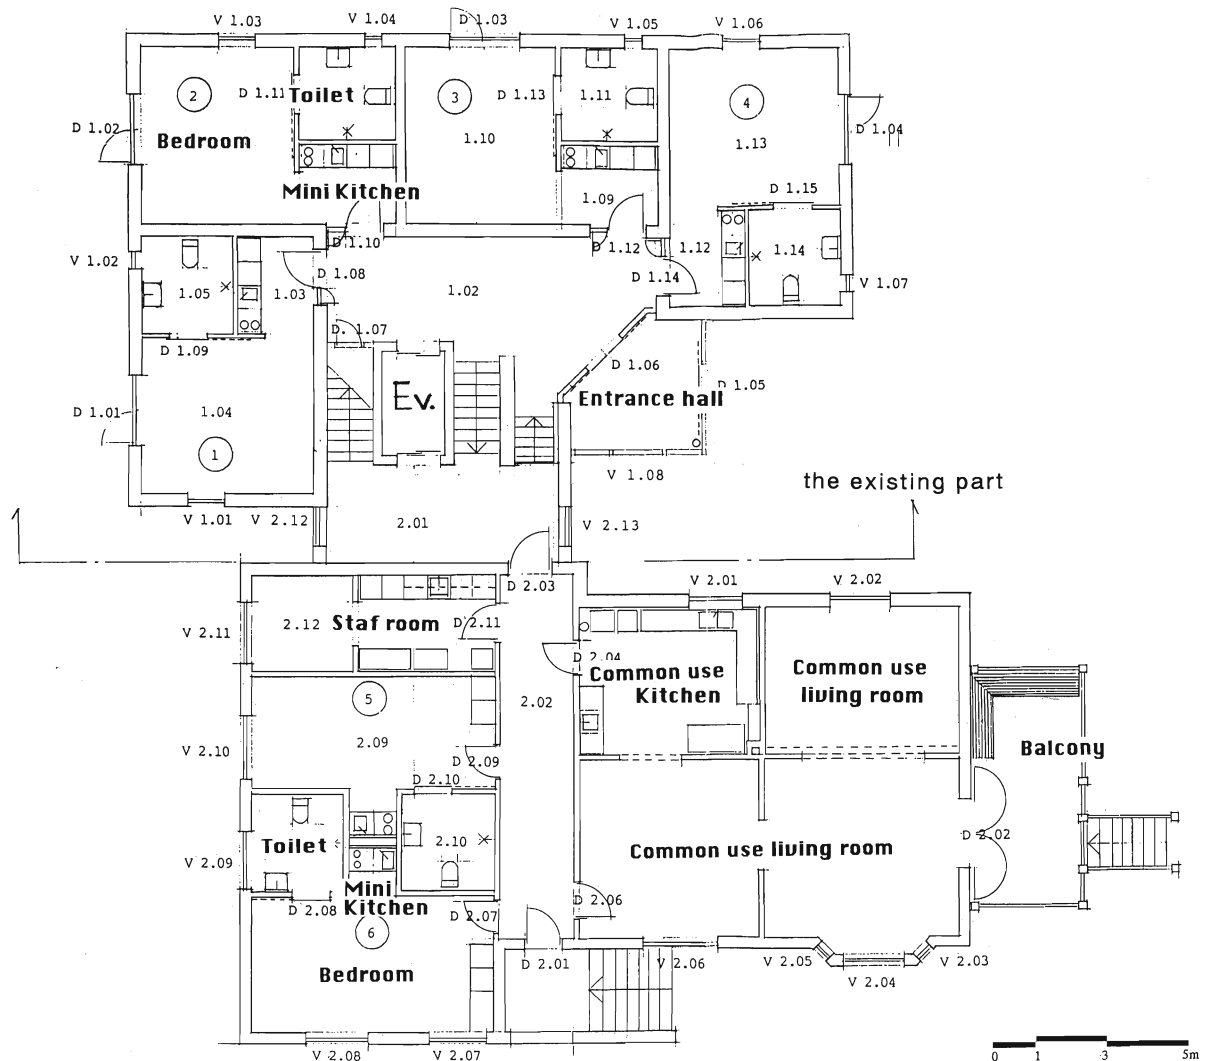 V 1.03
V 1.04
D 1.03
V 1.05
V 1.06
2
D 1.11
Toilet
3
D 1.13
1.11
4
D 1.02
Bedroom
1.10
1.13
D 1.04
Mini Kitchen
1.09
D 1.15
D 1.10
D 1.12
1.12
1.14
V 1.02
D 1.08
1.05
1.03
1.02
D 1.14
V 1.07
D. 1.07
D 1.09
D 1.06
D 1.05
Ev.
Entrance hall
D 1.01
1.04
1
V 1.08
the existing part
V 1.01
V 2.12
2.01
V 2.13
D 2.03
V 2.01
V 2.02
V 2.11
2.12
Staf room
D 2.11
D 2.04
Common use
Kitchen
Common use
living room
5
2.02
V 2.10
2.09
D 2.09
Balcony
D 2.10
Toilet
2.10
Common use living room
D 2.02
V 2.09
Mini
Kitchen
D 2.08
D 2.07
D 2.06
6
Bedroom
D 2.01
V 2.06
V 2.05
V 2.03
V 2.04
V 2.08
V 2.07
0 1 3 5m